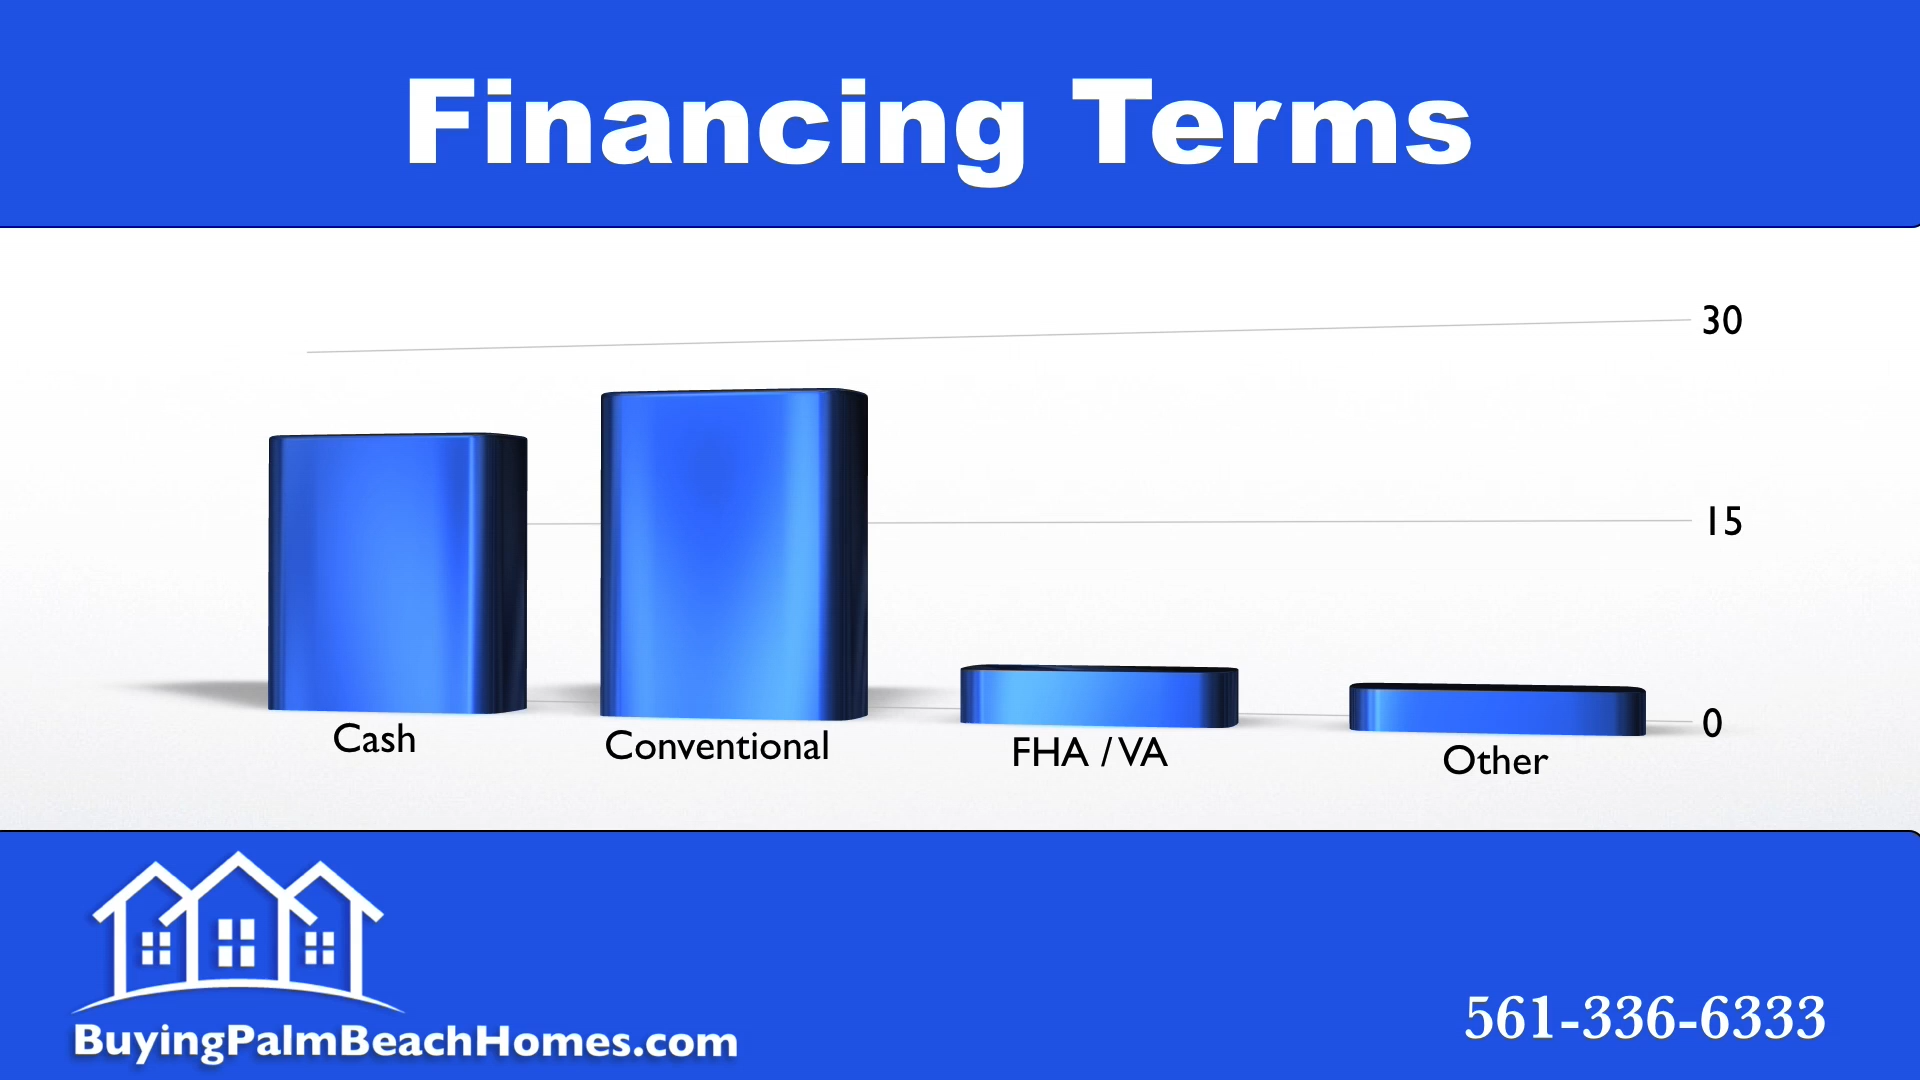 Financing Terms
30
15
0
Cash
Conventional
FHA / VA
Other
BuyingPalmBeachHomes.com
561-336-6333